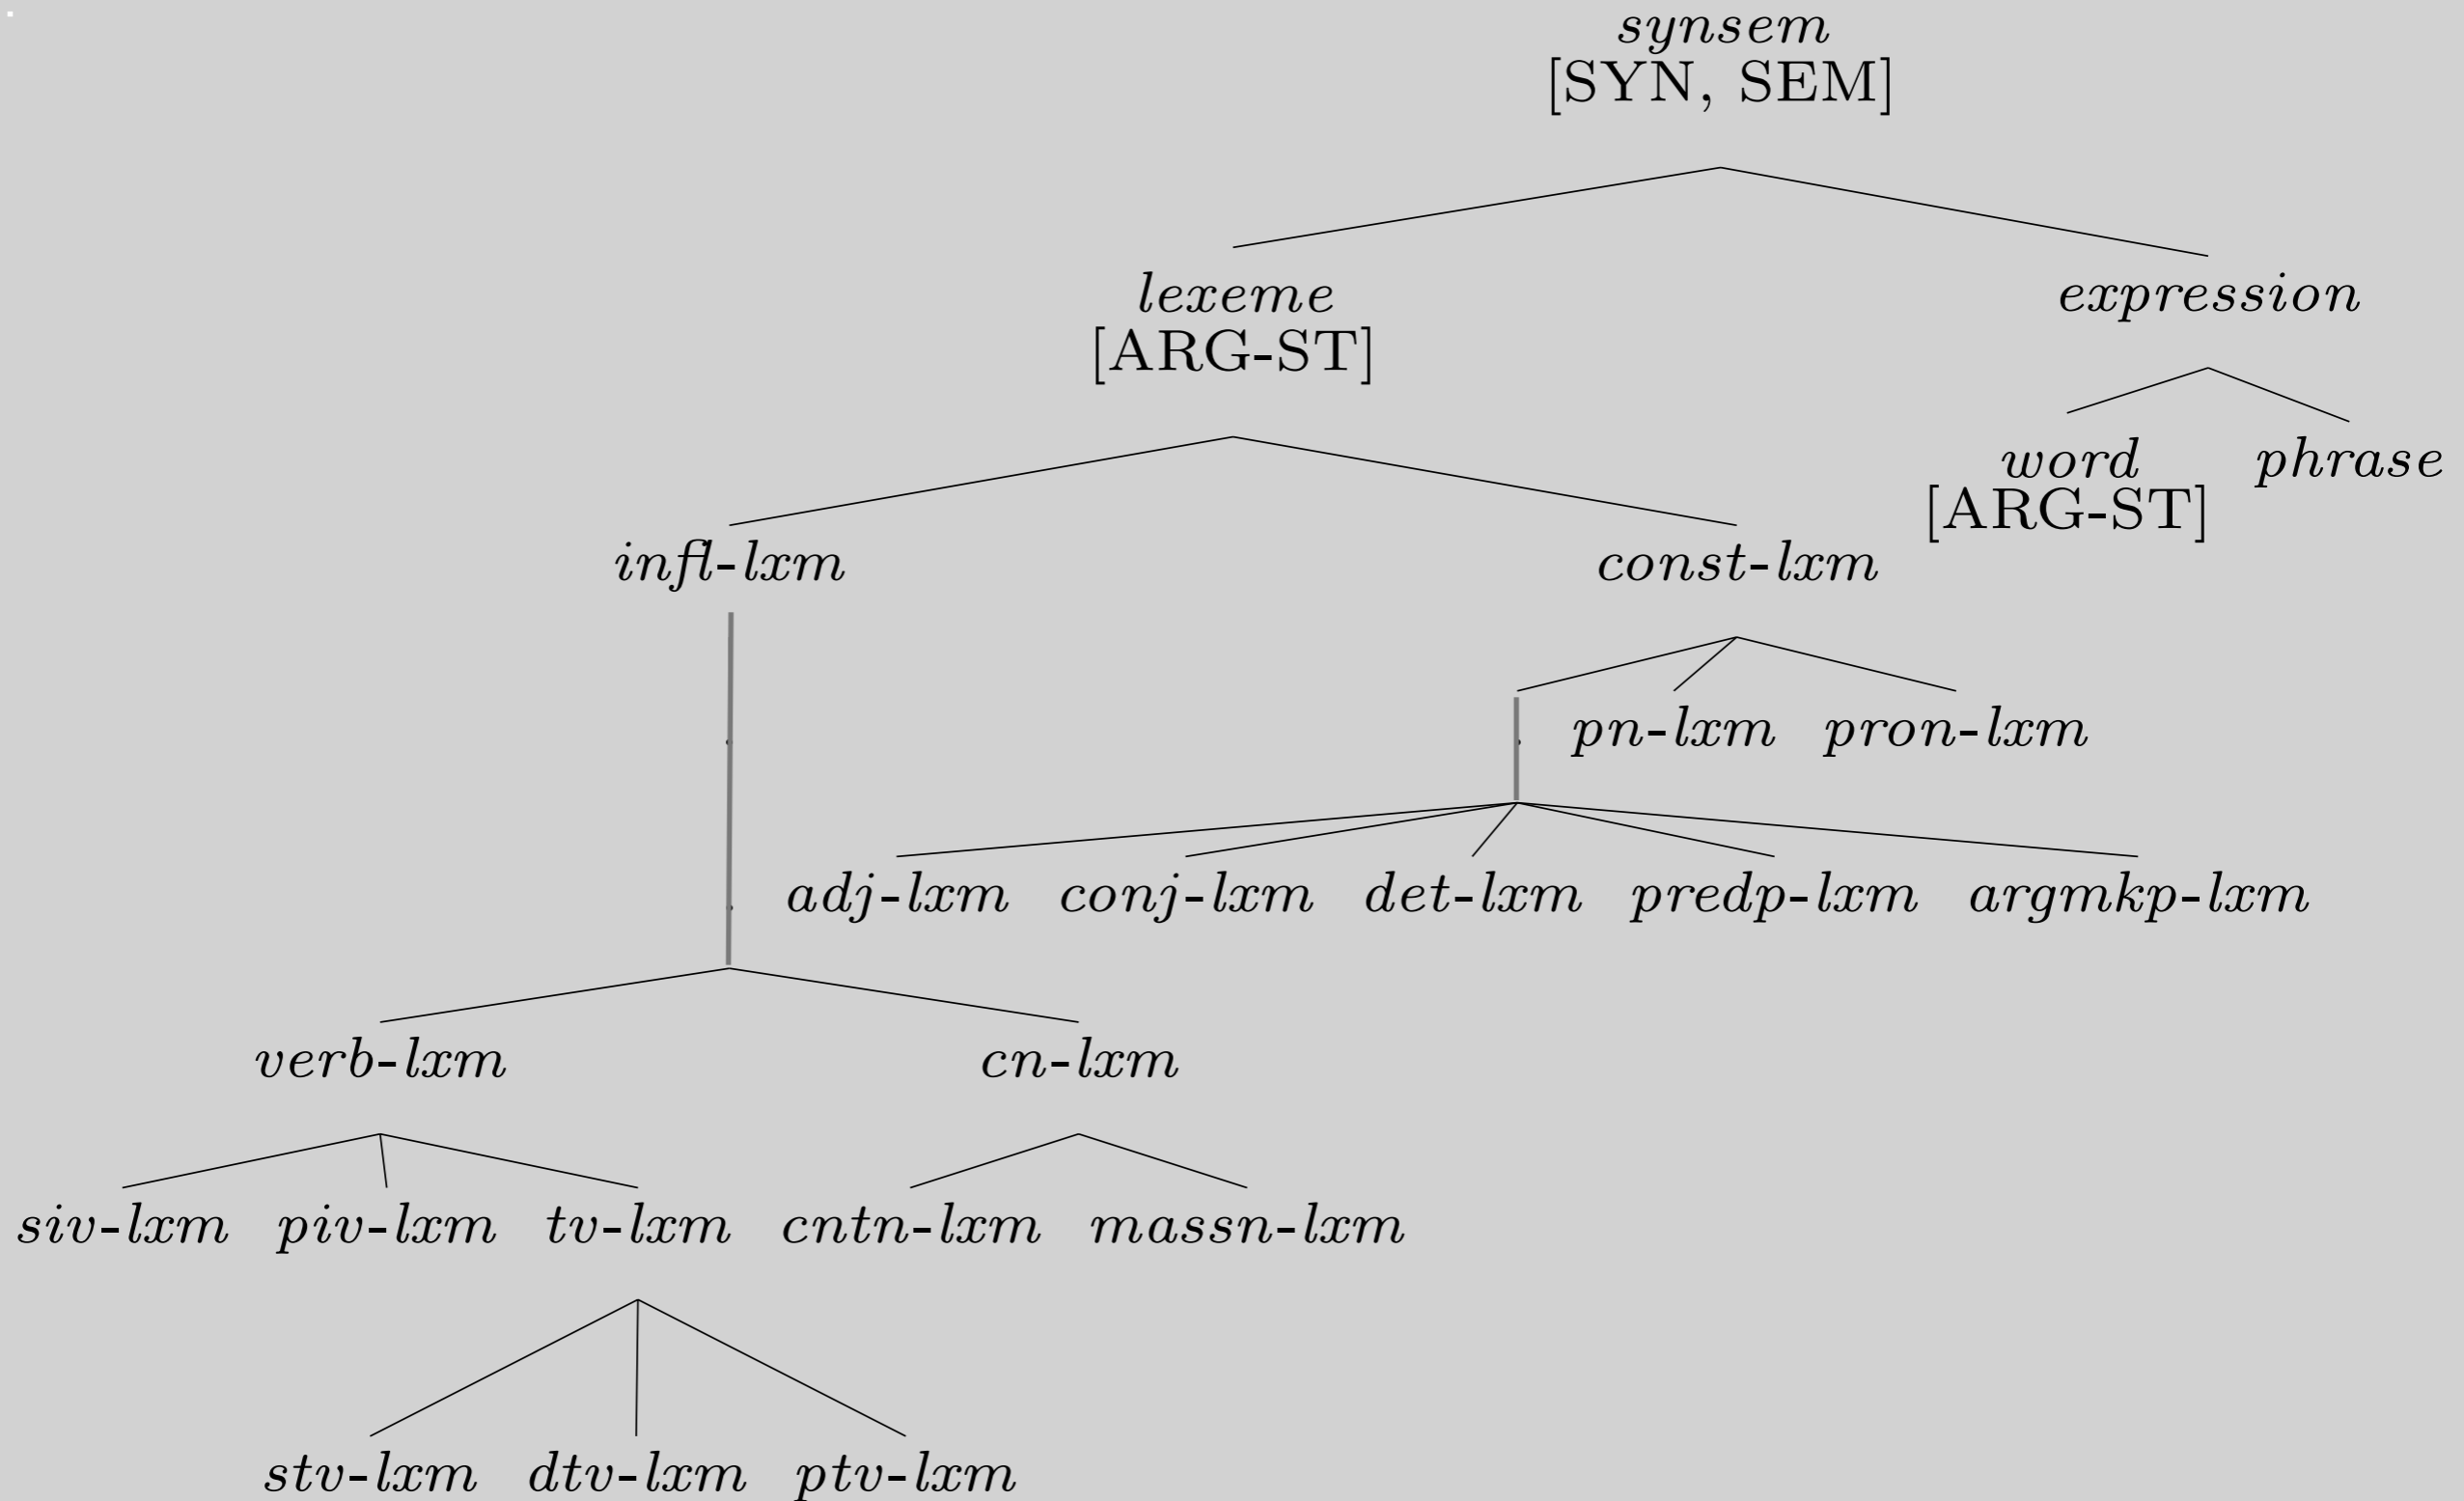 synsem
[SYN, SEM]
lexeme
[ARG-ST]
expression
infl-lxm
const-lxm
word
[ARG-ST]
phrase
pn-lxm
pron-lxm
adj-lxm
conj-lxm
det-lxm
predp-lxm
argmkp-lxm
verb-lxm
cn-lxm
siv-lxm
piv-lxm
tv-lxm
cntn-lxm
massn-lxm
stv-lxm
dtv-lxm
ptv-lxm